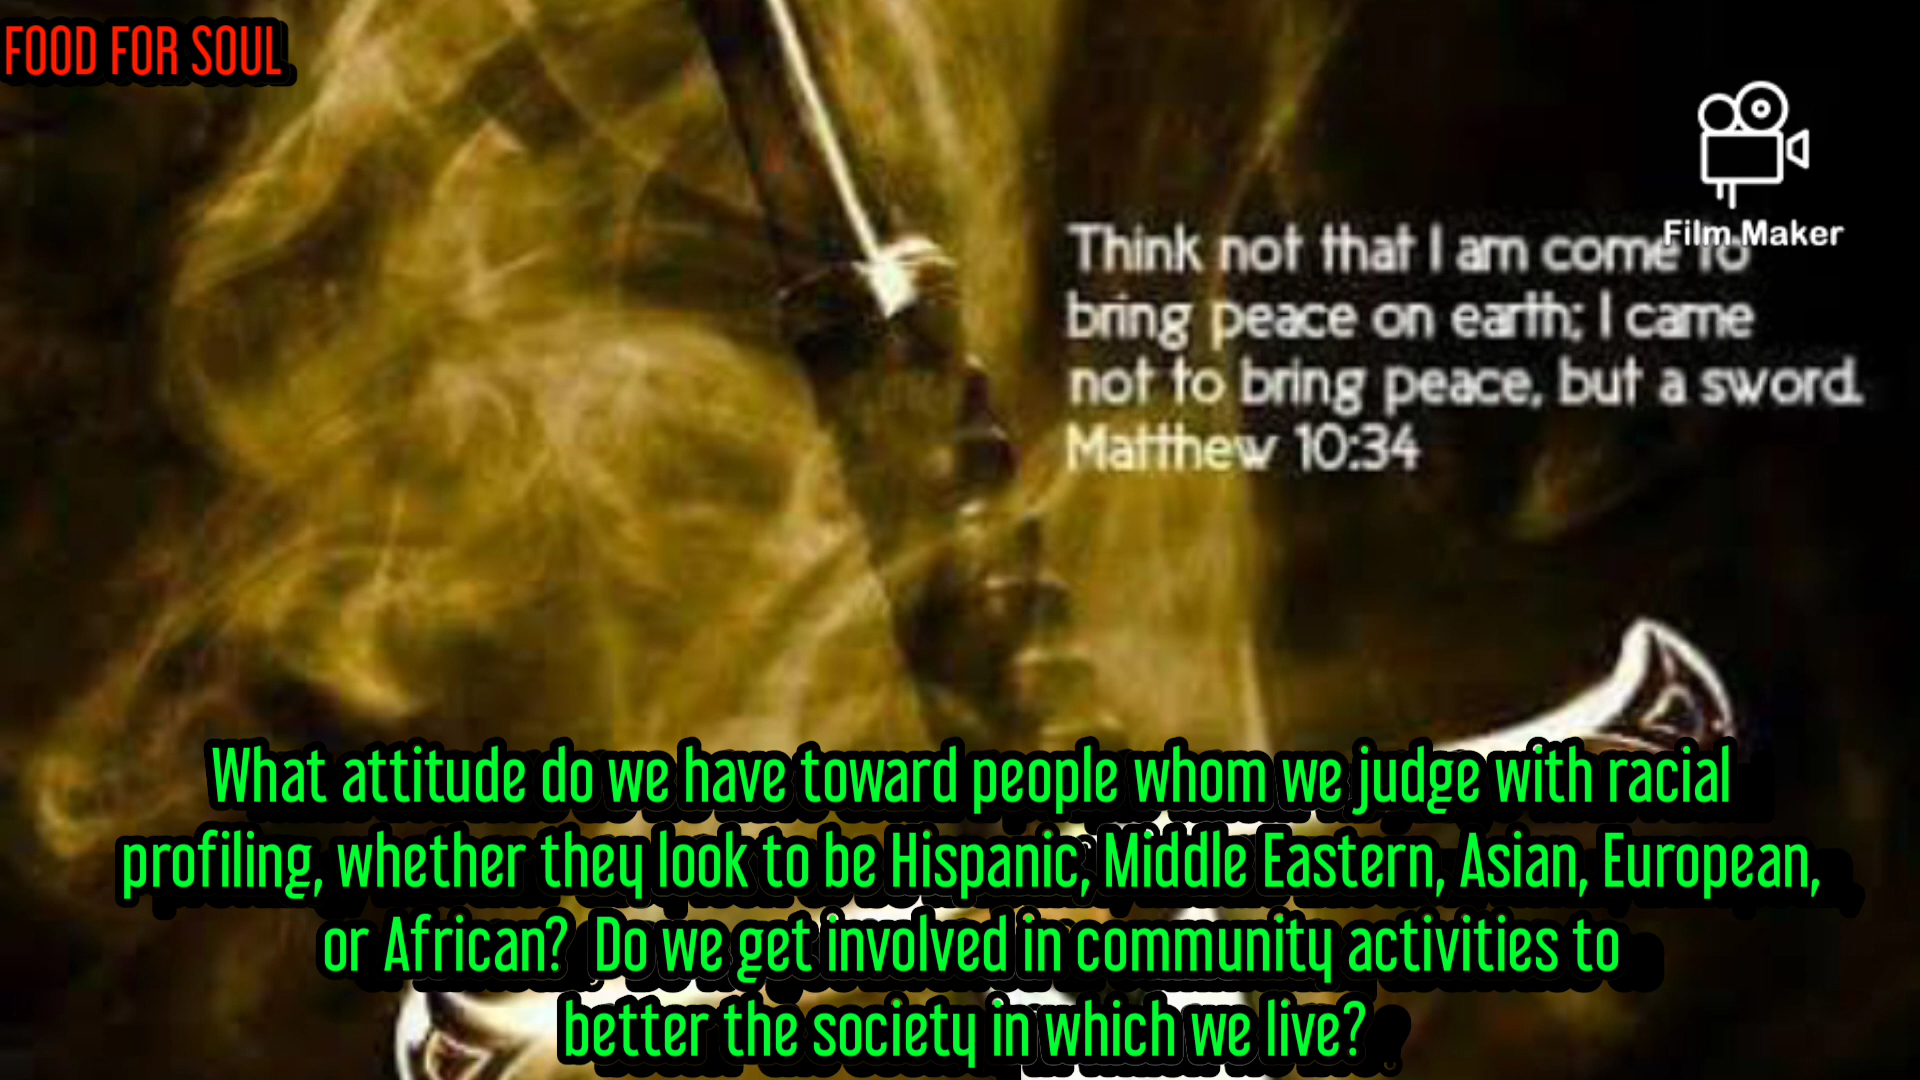 FOOD FOR SOUL
Film Maker
Think not that I am come to
bring peace on earth; I came
not to bring peace, but a sword.
Matthew 10:34
What attitude do we have toward people whom we judge with racial
profiling, whether they look to be Hispanic, Middle Eastern, Asian, European,
or African? Do we get involved in community activities to
better the society in which we live?